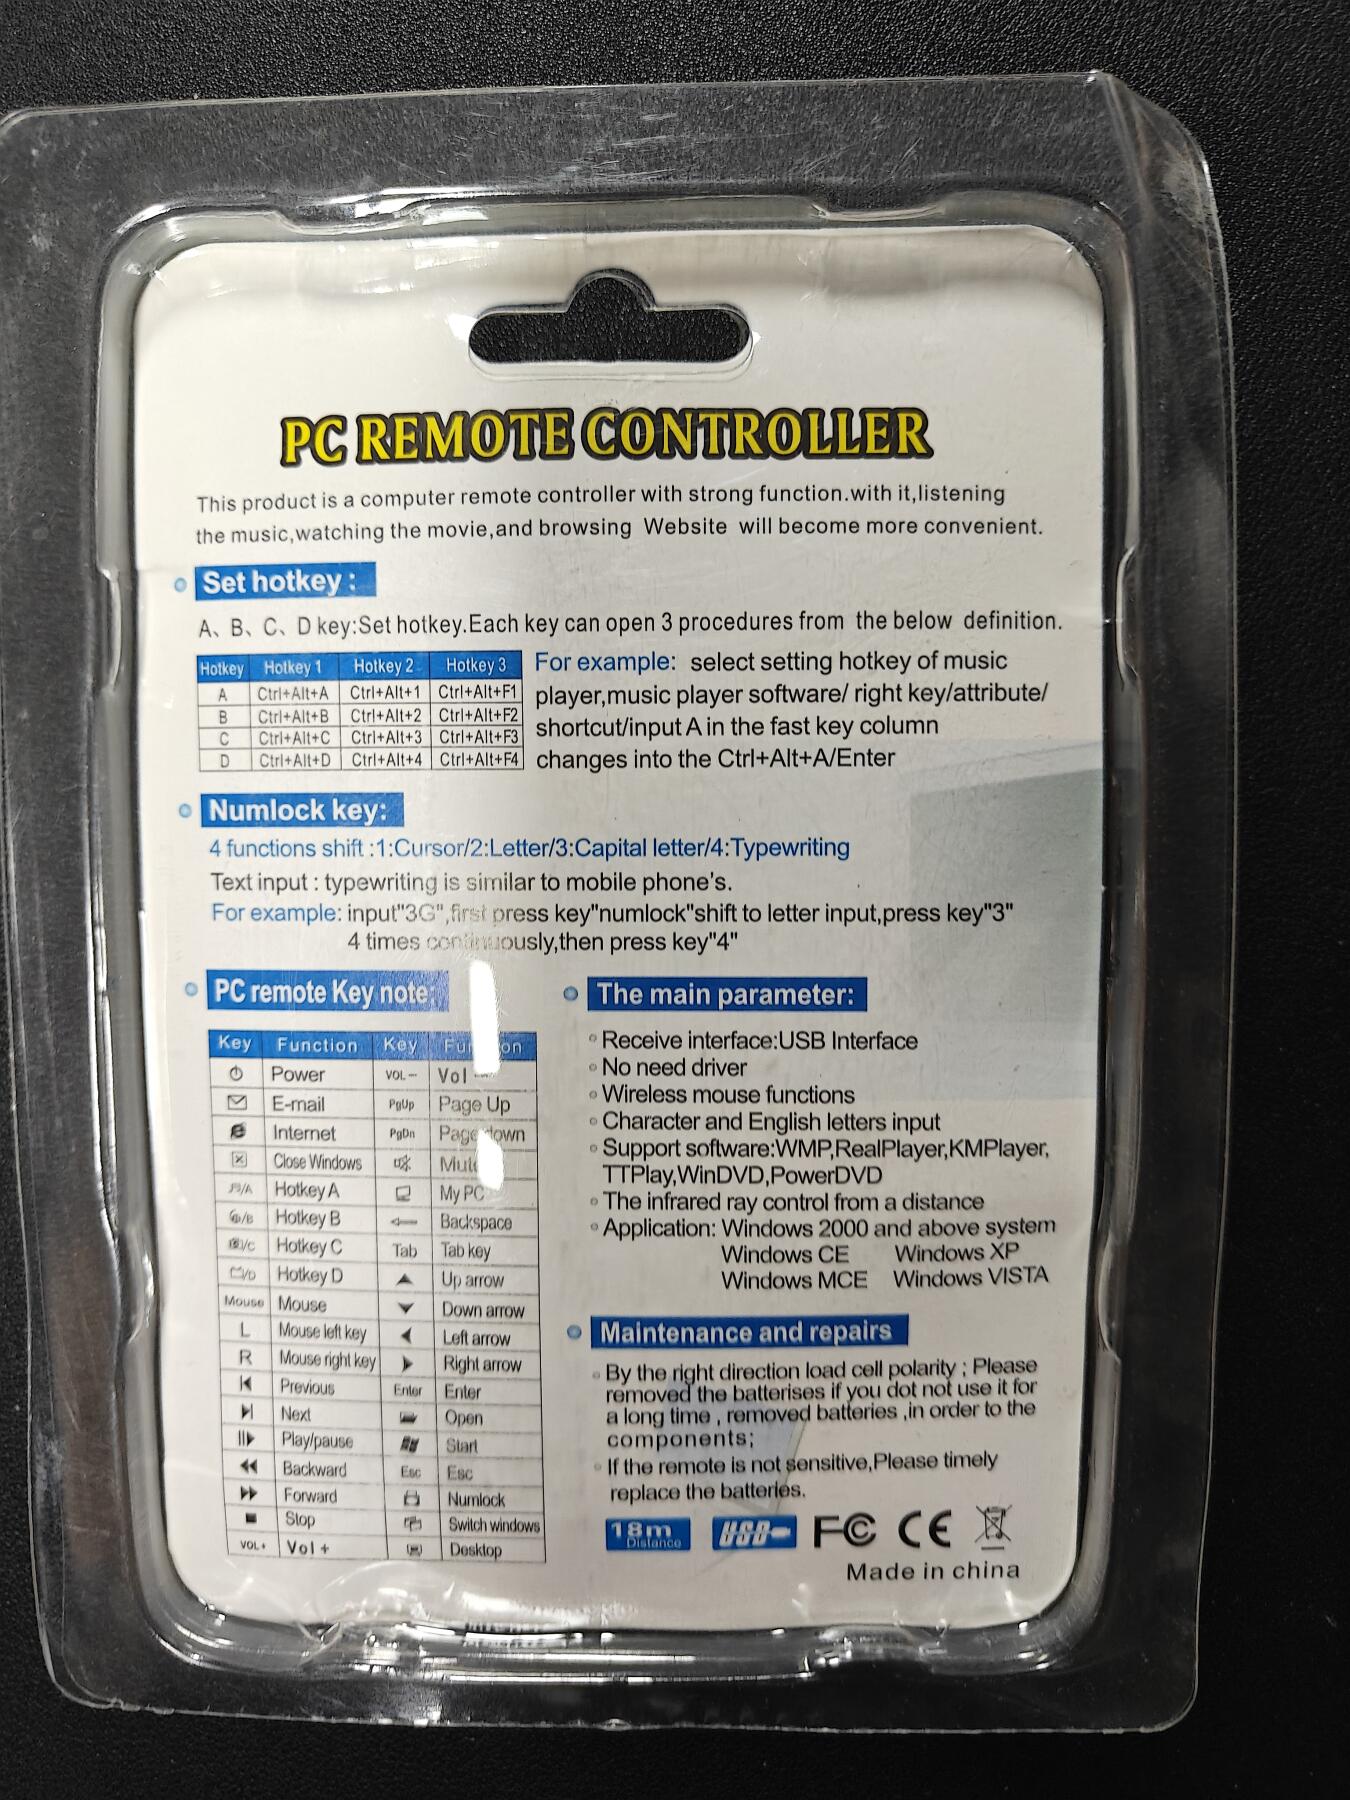 PC REMOTE CONTROLLER
This product is a computer remote controller with strong function.with it,listening
the music,watching the movie,and browsing Website will become more convenient.
Set hotkey :
A、B、C、D key:Set hotkey.Each key can open 3 procedures from the below definition.
Hotkey Hotkey 1 Hotkey 2 Hotkey 3
A Ctrl+Alt+A Ctrl+Alt+1 Ctrl+Alt+F1
B Ctrl+Alt+B Ctrl+Alt+2 Ctrl+Alt+F2
C Ctrl+Alt+C Ctrl+Alt+3 Ctrl+Alt+F3
D Ctrl+Alt+D Ctrl+Alt+4 Ctrl+Alt+F4
For example: select setting hotkey of music
player,music player software/ right key/attribute/
shortcut/input A in the fast key column
changes into the Ctrl+Alt+A/Enter
Numlock key:
4 functions shift :1:Cursor/2:Letter/3:Capital letter/4:Typewriting
Text input : typewriting is similar to mobile phone's.
For example: input"3G",first press key"numlock"shift to letter input,press key"3"
4 times continuously,then press key"4"
PC remote Key note:
Key Function Key Function
Power VOL− Vol −
E-mail PgUp Page Up
Internet PgDn Page down
Close Windows Mute
/A Hotkey A My PC
/B Hotkey B Backspace
/C Hotkey C Tab Tab key
/D Hotkey D Up arrow
Mouse Mouse Down arrow
L Mouse left key Left arrow
R Mouse right key Right arrow
Previous Enter Enter
Next Open
Play/pause Start
Backward Esc Esc
Forward Numlock
Stop Switch windows
VOL+ Vol + Desktop
The main parameter:
Receive interface:USB Interface
No need driver
Wireless mouse functions
Character and English letters input
Support software:WMP,RealPlayer,KMPlayer,
TTPlay,WinDVD,PowerDVD
The infrared ray control from a distance
Application: Windows 2000 and above system
Windows CE Windows XP
Windows MCE Windows VISTA
Maintenance and repairs
By the right direction load cell polarity ; Please
removed the batterises if you dot not use it for
a long time , removed batteries ,in order to the
components;
If the remote is not sensitive,Please timely
replace the batteries.
18m Distance USB FC CE
Made in china